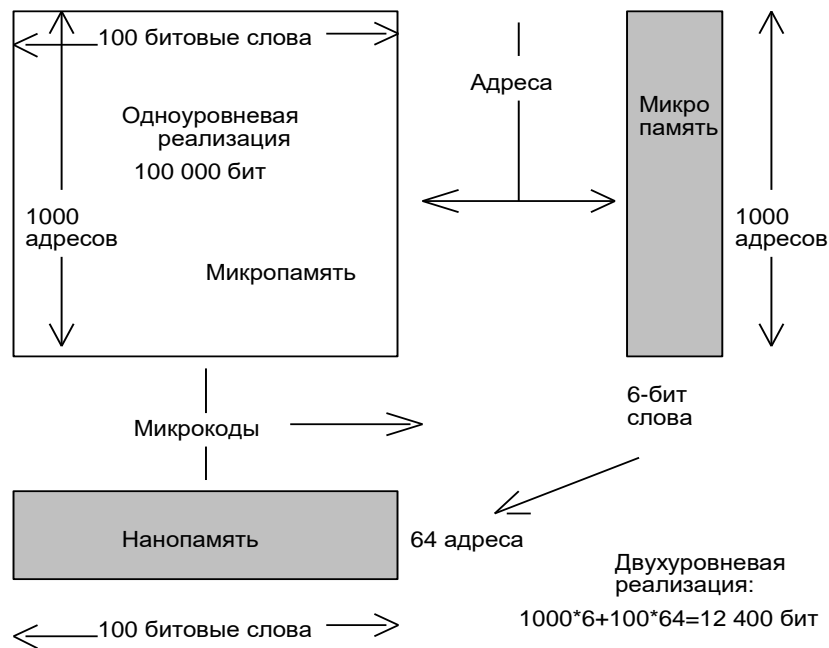 100 битовые слова
Одноуровневая
реализация
100 000 бит
1000
адресов
Микропамять
Адреса
Микро
память
1000
адресов
6-бит
слова
Микрокоды
Нанопамять
64 адреса
Двухуровневая
реализация:
1000*6+100*64=12 400 бит
100 битовые слова